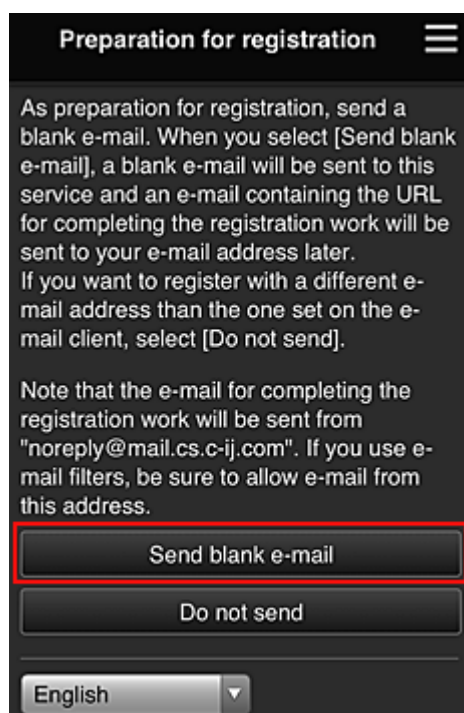 Preparation for registration
As preparation for registration, send a
blank e-mail. When you select [Send blank
e-mail], a blank e-mail will be sent to this
service and an e-mail containing the URL
for completing the registration work will be
sent to your e-mail address later.
If you want to register with a different e-
mail address than the one set on the e-
mail client, select [Do not send].
Note that the e-mail for completing the
registration work will be sent from
"noreply@mail.cs.c-ij.com". If you use e-
mail filters, be sure to allow e-mail from
this address.
Send blank e-mail
Do not send
English